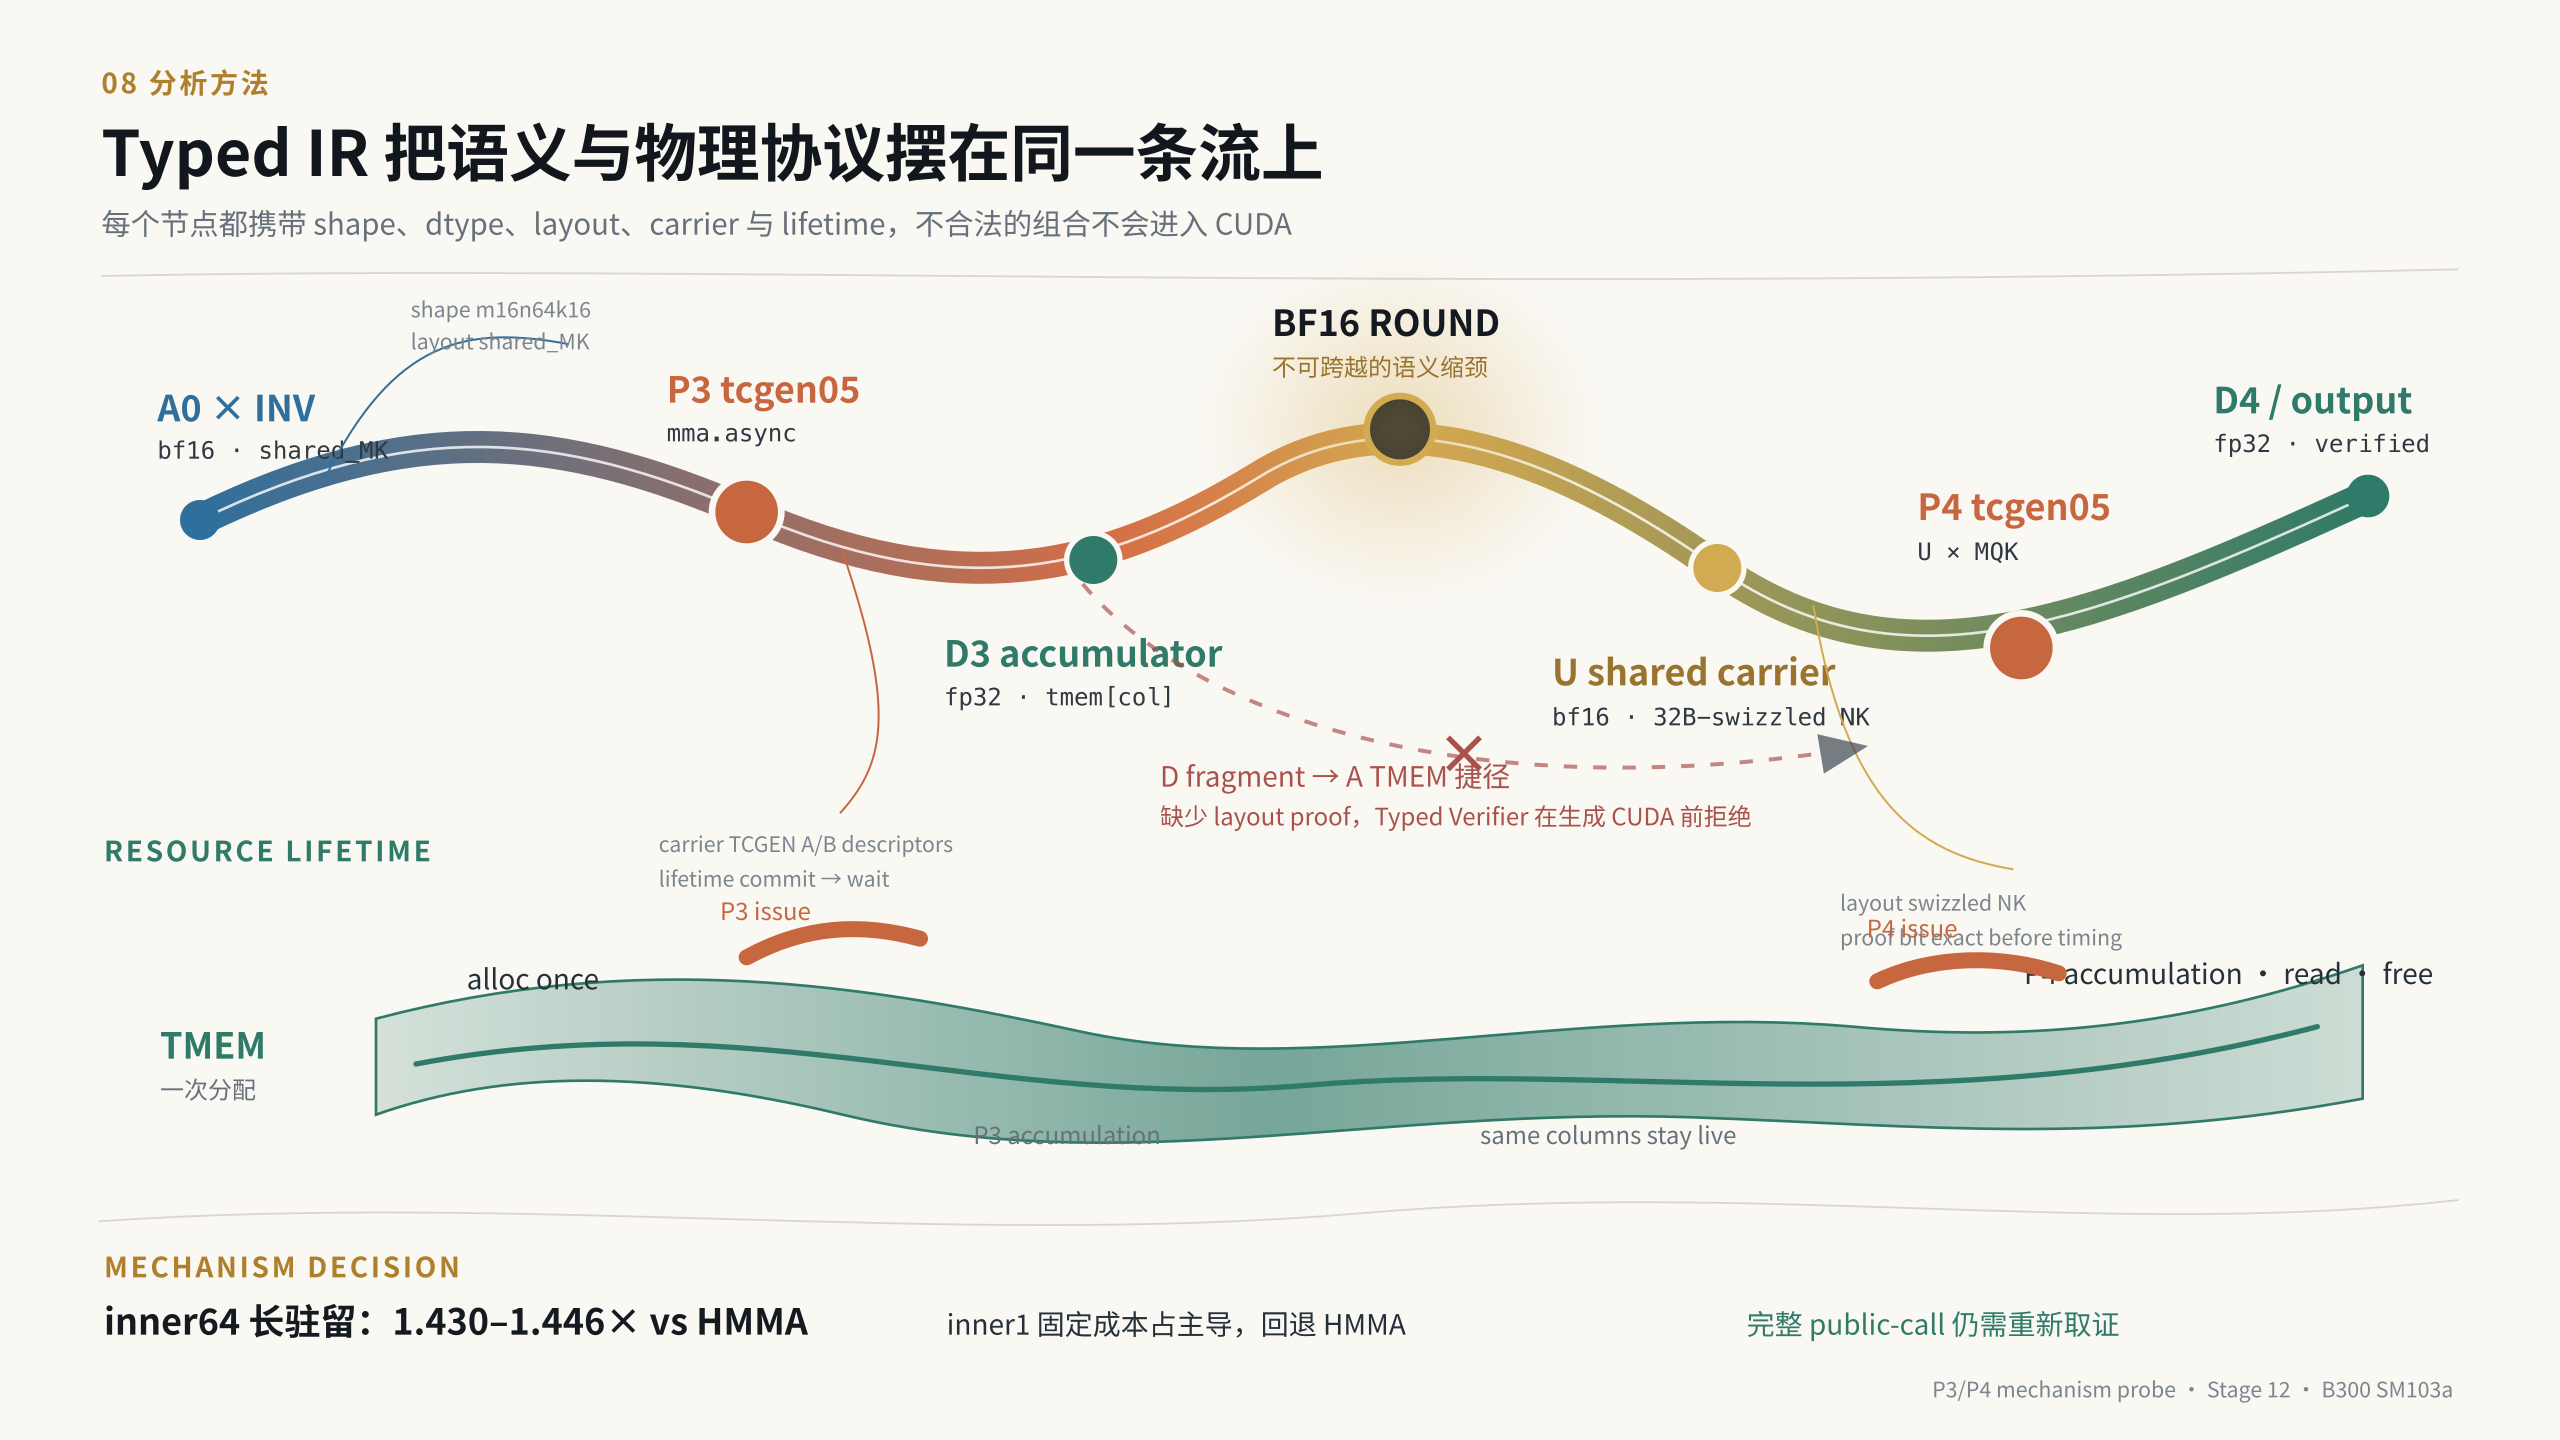 08 分析方法
Typed IR 把语义与物理协议摆在同一条流上
每个节点都携带 shape、dtype、layout、carrier 与 lifetime，不合法的组合不会进入 CUDA
shape m16n64k16
layout shared_MK
A0 × INV
bf16 · shared_MK
P3 tcgen05
mma.async
BF16 ROUND
不可跨越的语义缩颈
D4 / output
fp32 · verified
P4 tcgen05
U × MQK
D3 accumulator
fp32 · tmem[col]
U shared carrier
bf16 · 32B–swizzled NK
D fragment → A TMEM 捷径
缺少 layout proof，Typed Verifier 在生成 CUDA 前拒绝
RESOURCE LIFETIME
carrier TCGEN A/B descriptors
lifetime commit → wait
P3 issue
layout swizzled NK
P4 issue
proof bit exact before timing
alloc once
P4 accumulation • read • free
TMEM
一次分配
P3 accumulation
same columns stay live
MECHANISM DECISION
inner64 长驻留：1.430–1.446× vs HMMA
inner1 固定成本占主导，回退 HMMA
完整 public-call 仍需重新取证
P3/P4 mechanism probe • Stage 12 • B300 SM103a